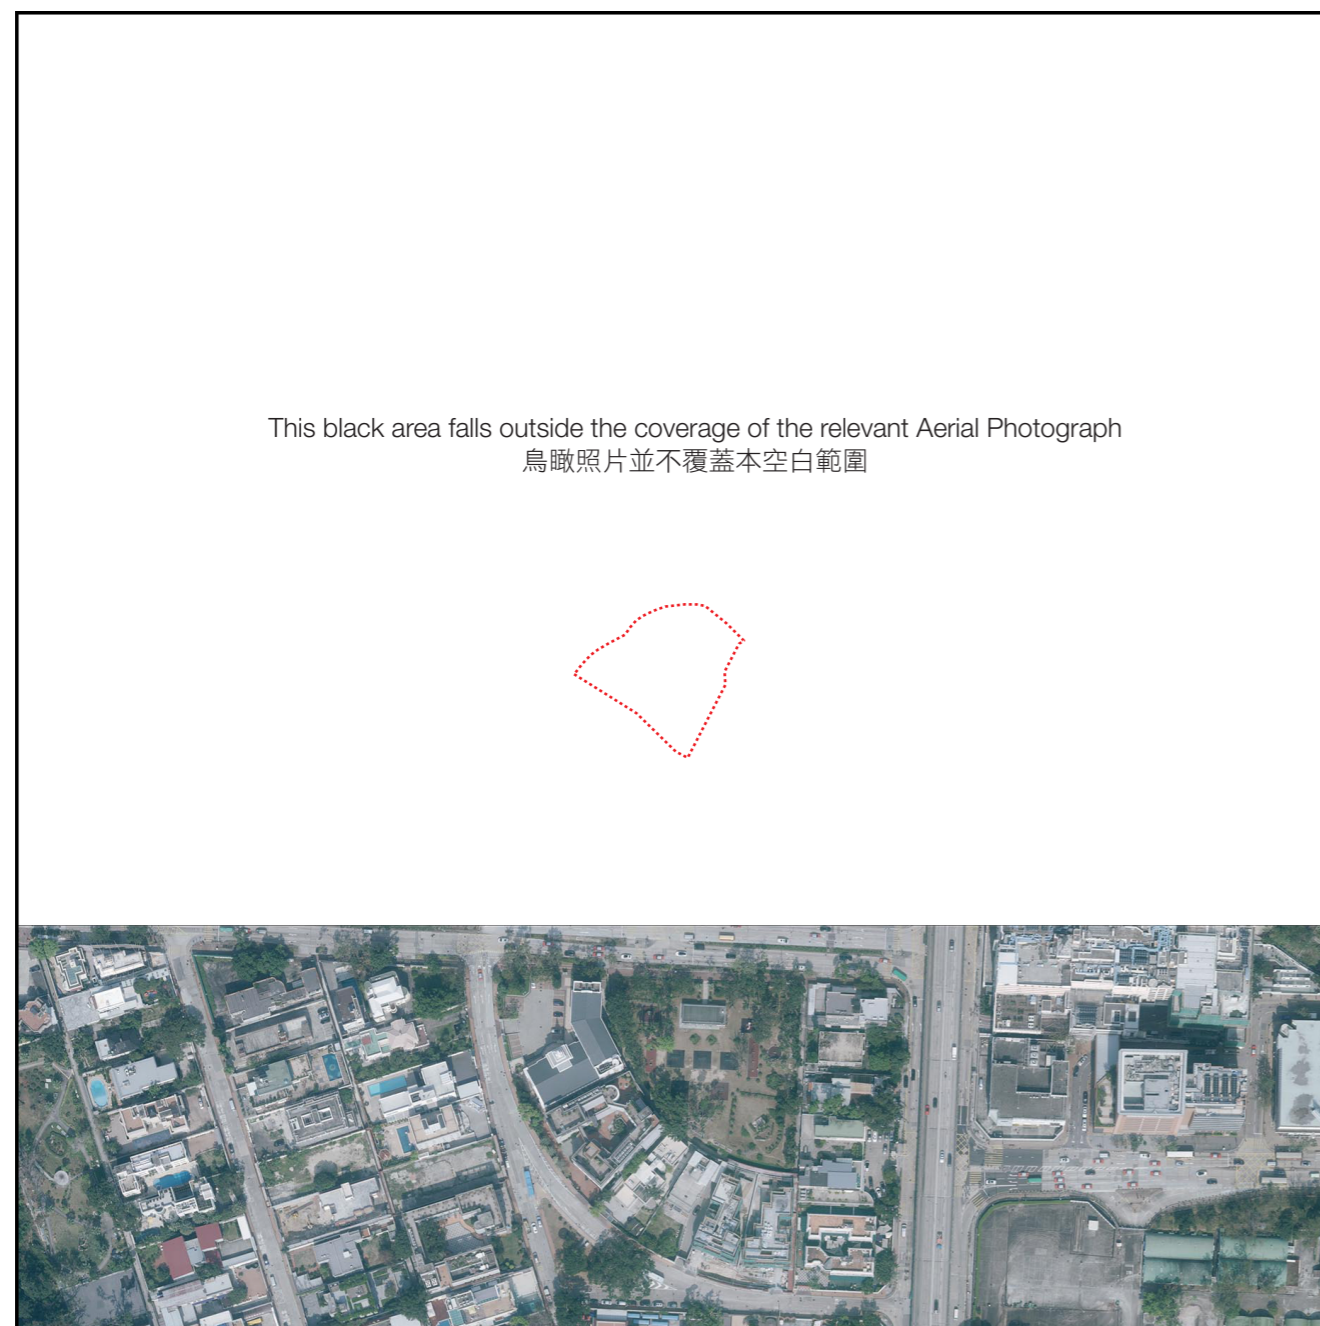 This black area falls outside the coverage of the relevant Aerial Photograph
鳥瞰照片並不覆蓋本空白範圍